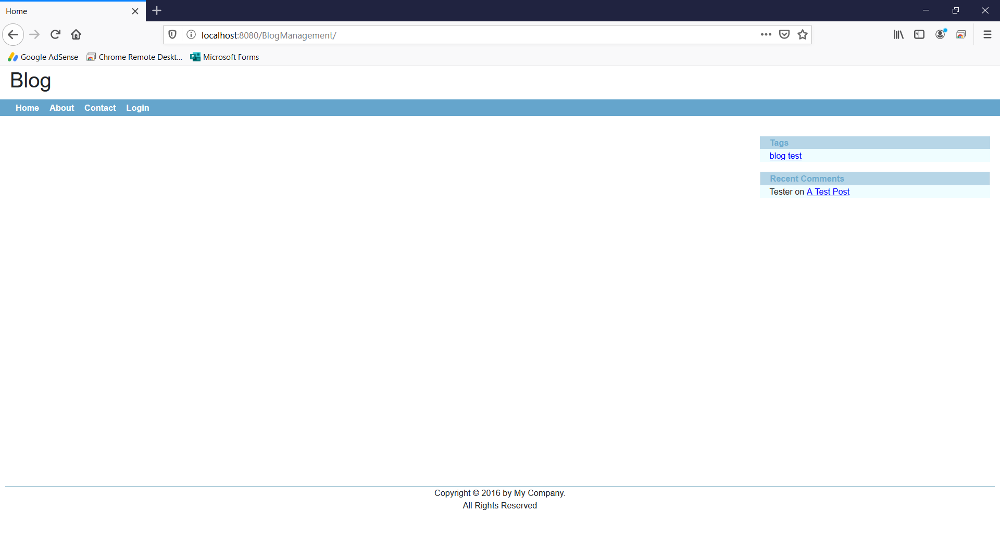 Home
localhost:8080/BlogManagement/
Google AdSense Chrome Remote Deskt... Microsoft Forms
Blog
Home About Contact Login
Tags
blog test
Recent Comments
Tester on A Test Post
Copyright © 2016 by My Company.
All Rights Reserved